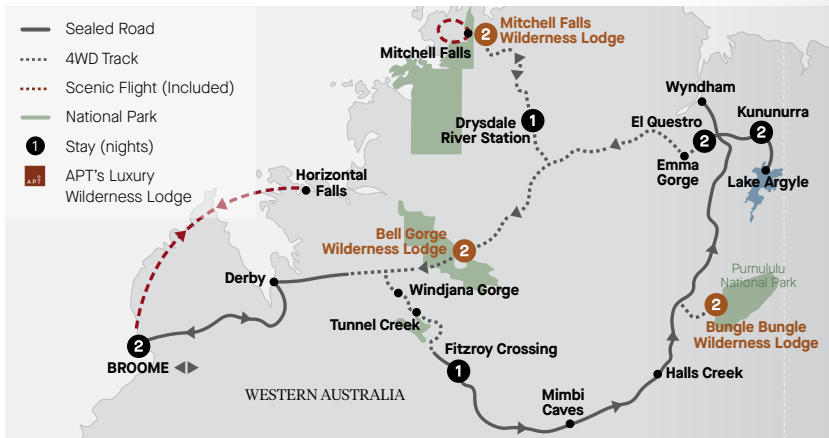 Sealed Road
4WD Track
Scenic Flight (Included)
National Park
1 Stay (nights)
APT
APT's Luxury
Wilderness Lodge
2
Mitchell Falls
Wilderness Lodge
Mitchell Falls
Wyndham
Drysdale
River Station
1
El Questro
2
Kununurra
2
Emma
Gorge
Lake Argyle
Horizontal
Falls
Bell Gorge
Wilderness Lodge
2
Derby
Windjana Gorge
Purnululu
National Park
2
Bungle Bungle
Wilderness Lodge
Tunnel Creek
2
BROOME
Fitzroy Crossing
1
Halls Creek
WESTERN AUSTRALIA
Mimbi
Caves